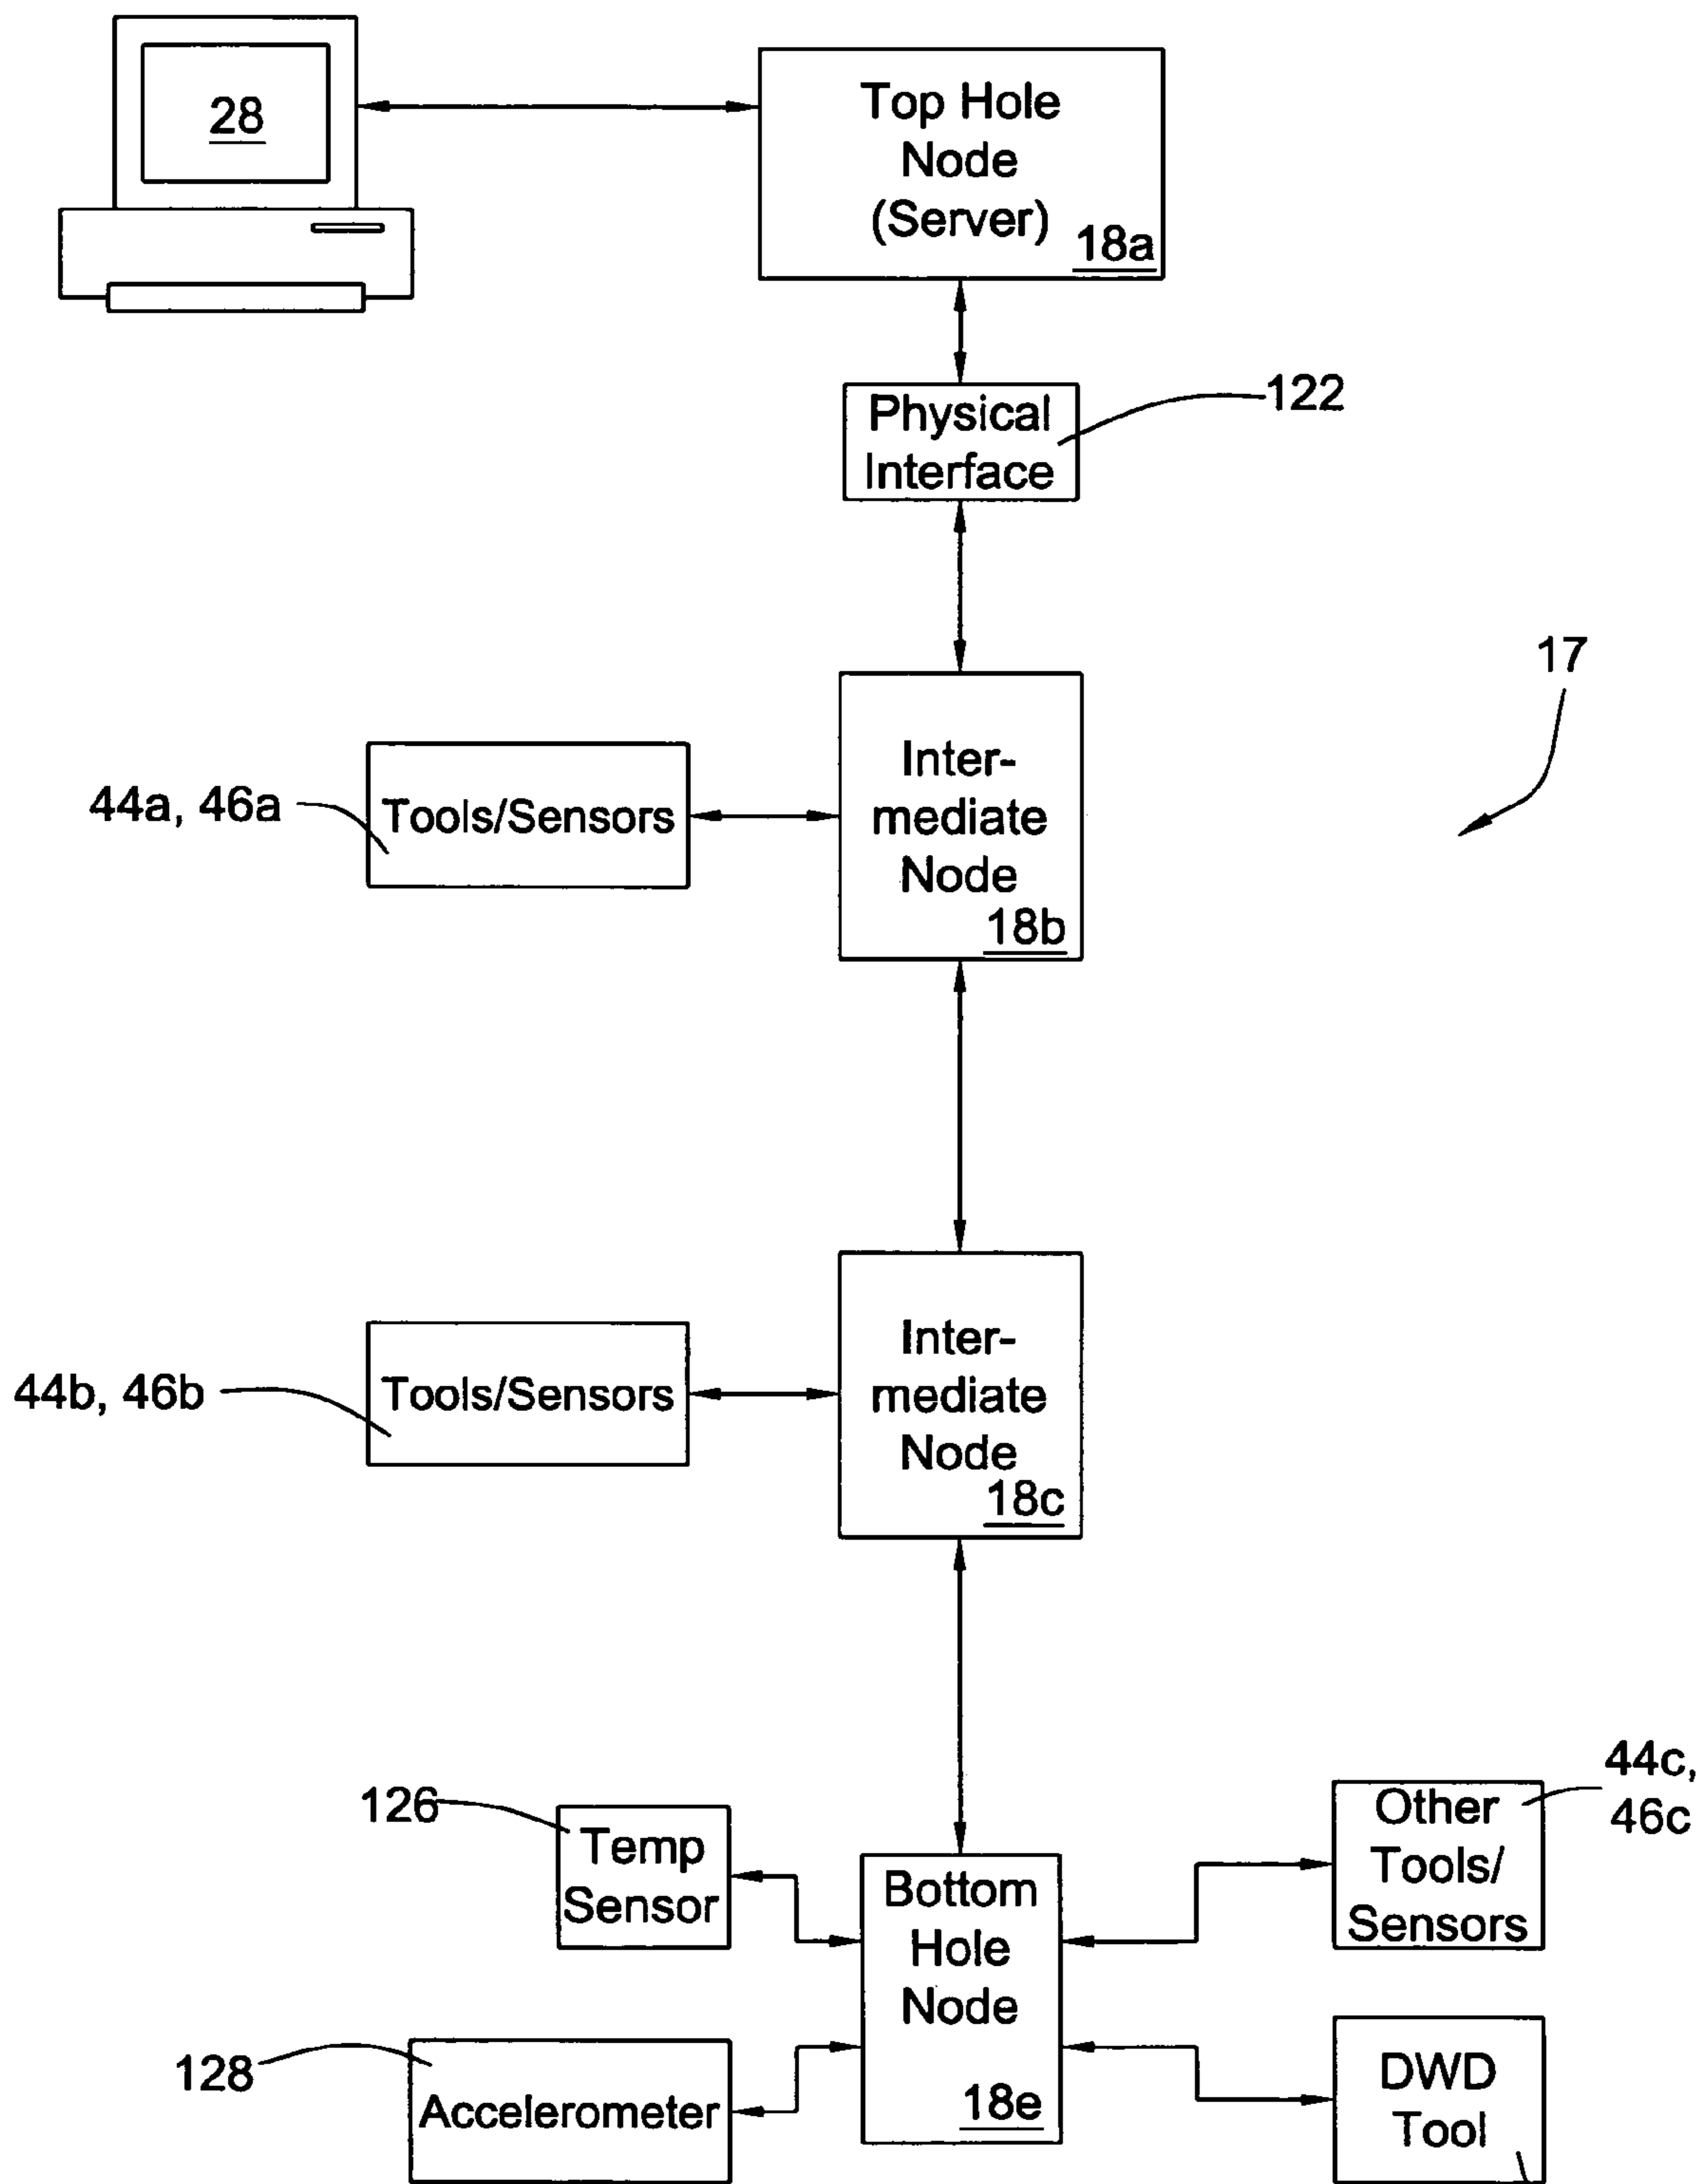 28
Top Hole
Node
(Server)
18a
Physical
Interface
122
17
Inter-
mediate
Node
18b
Tools/Sensors
44a, 46a
Inter-
mediate
Node
18c
Tools/Sensors
44b, 46b
126
Temp
Sensor
Bottom
Hole
Node
18e
Other
Tools/
Sensors
44c,
46c
128
Accelerometer
DWD
Tool